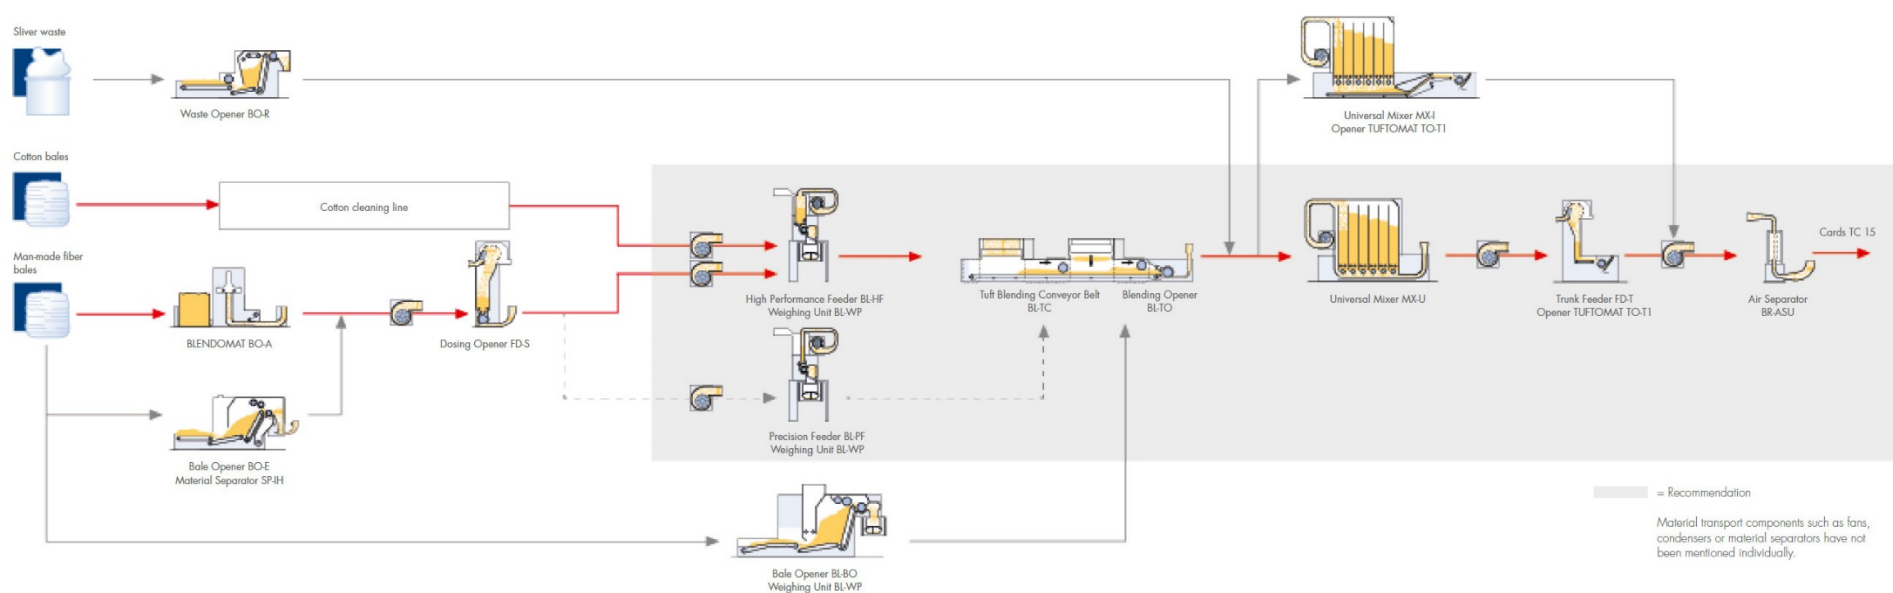 Sliver waste
Waste Opener BO-R
Universal Mixer MX-I
Opener TUFTOMAT TO-T1
Cotton bales
Cotton cleaning line
Man-made fiber
bales
BLENDOMAT BO-A
Dosing Opener FD-S
High Performance Feeder BL-HF
Weighing Unit BL-WP
Tuft Blending Conveyor Belt
BL-TC
Blending Opener
BL-TO
Universal Mixer MX-U
Trunk Feeder FD-T
Opener TUFTOMAT TO-T1
Air Separator
BR-ASU
Cards TC 15
Precision Feeder BL-PF
Weighing Unit BL-WP
Bale Opener BO-E
Material Separator SP-IH
Bale Opener BL-BO
Weighing Unit BL-WP
= Recommendation
Material transport components such as fans,
condensers or material separators have not
been mentioned individually.